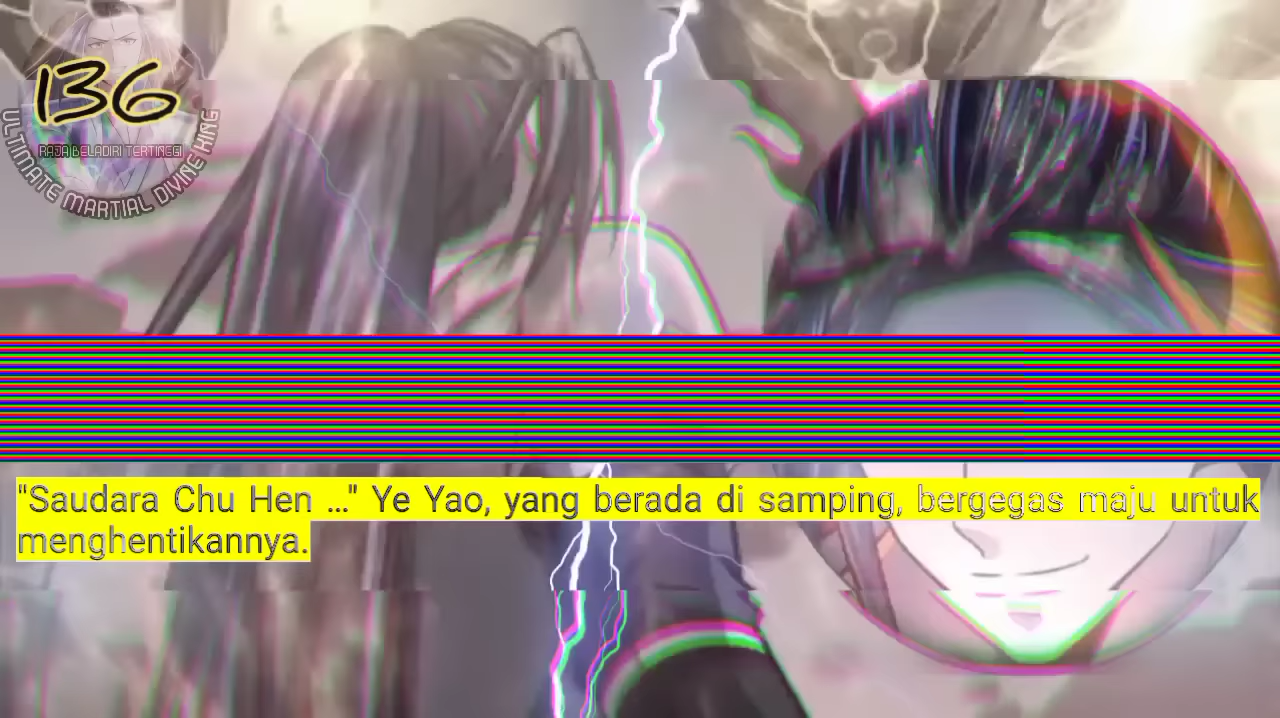 136
RAJA BELADIRI TERTINGGI
ULTIMATE MARTIAL DIVINE KING
"Saudara Chu Hen ..." Ye Yao, yang berada di samping, bergegas maju untuk
menghentikannya.